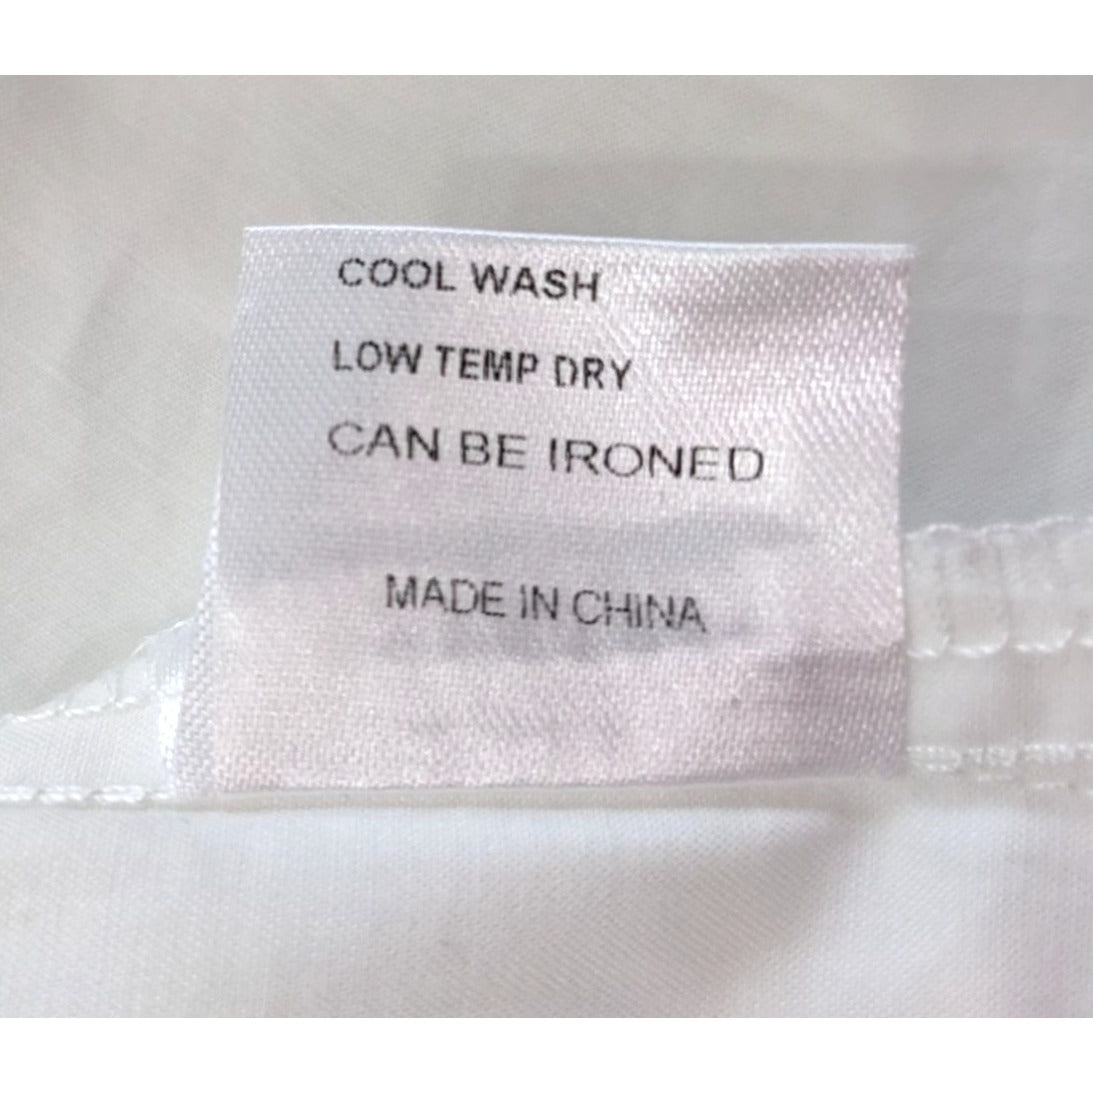 COOL WASH
LOW TEMP DRY
CAN BE IRONED
MADE IN CHINA